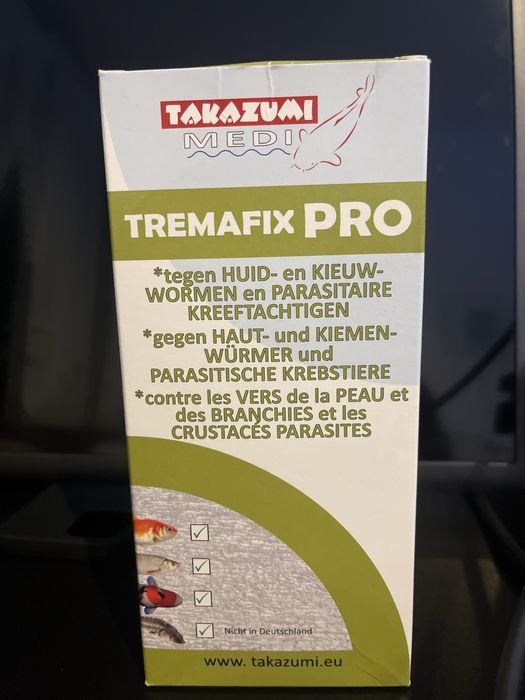 TAKAZUMI
MEDI
TREMAFIX PRO
*tegen HUID- en KIEUW-
WORMEN en PARASITAIRE
KREEFTACHTIGEN
*gegen HAUT- und KIEMEN-
WÜRMER und
PARASITISCHE KREBSTIERE
*contre les VERS de la PEAU et
des BRANCHIES et les
CRUSTACÉS PARASITES
Nicht in Deutschland
www. takazumi.eu